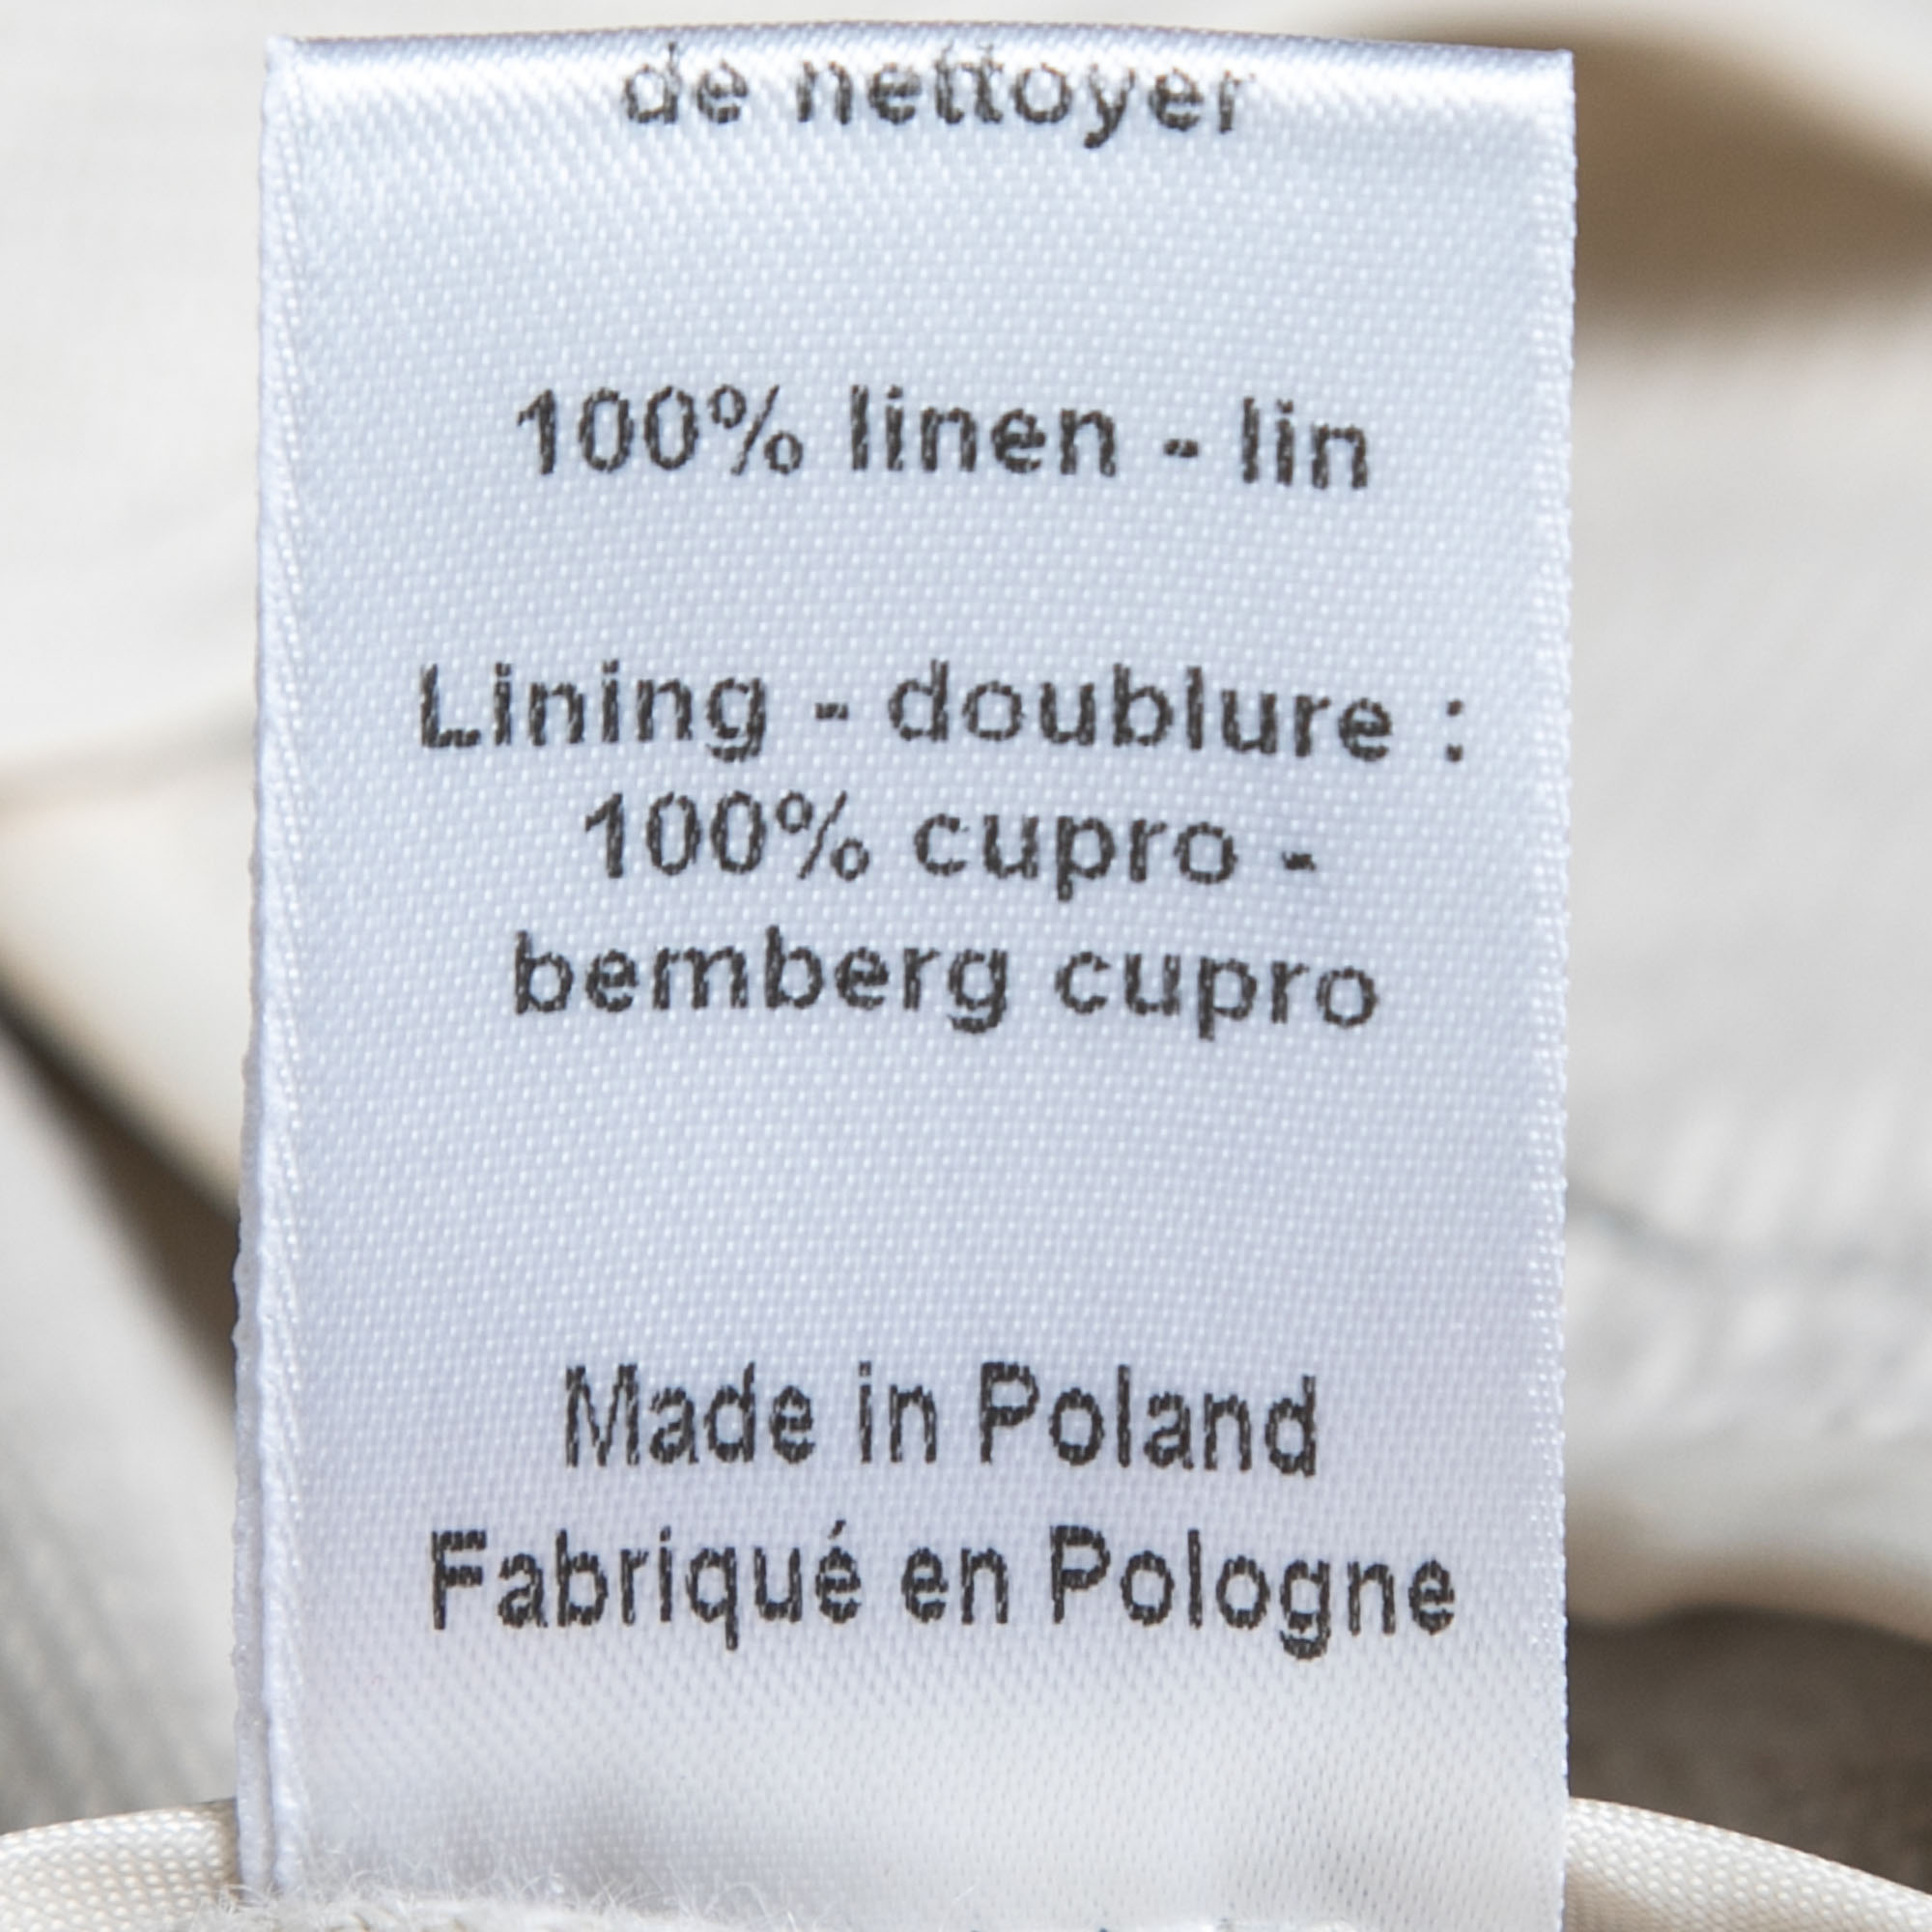 de nettoyer
100% linen - lin
Lining - doublure :
100% cupro -
bemberg cupro
Made in Poland
Fabriqué en Pologne